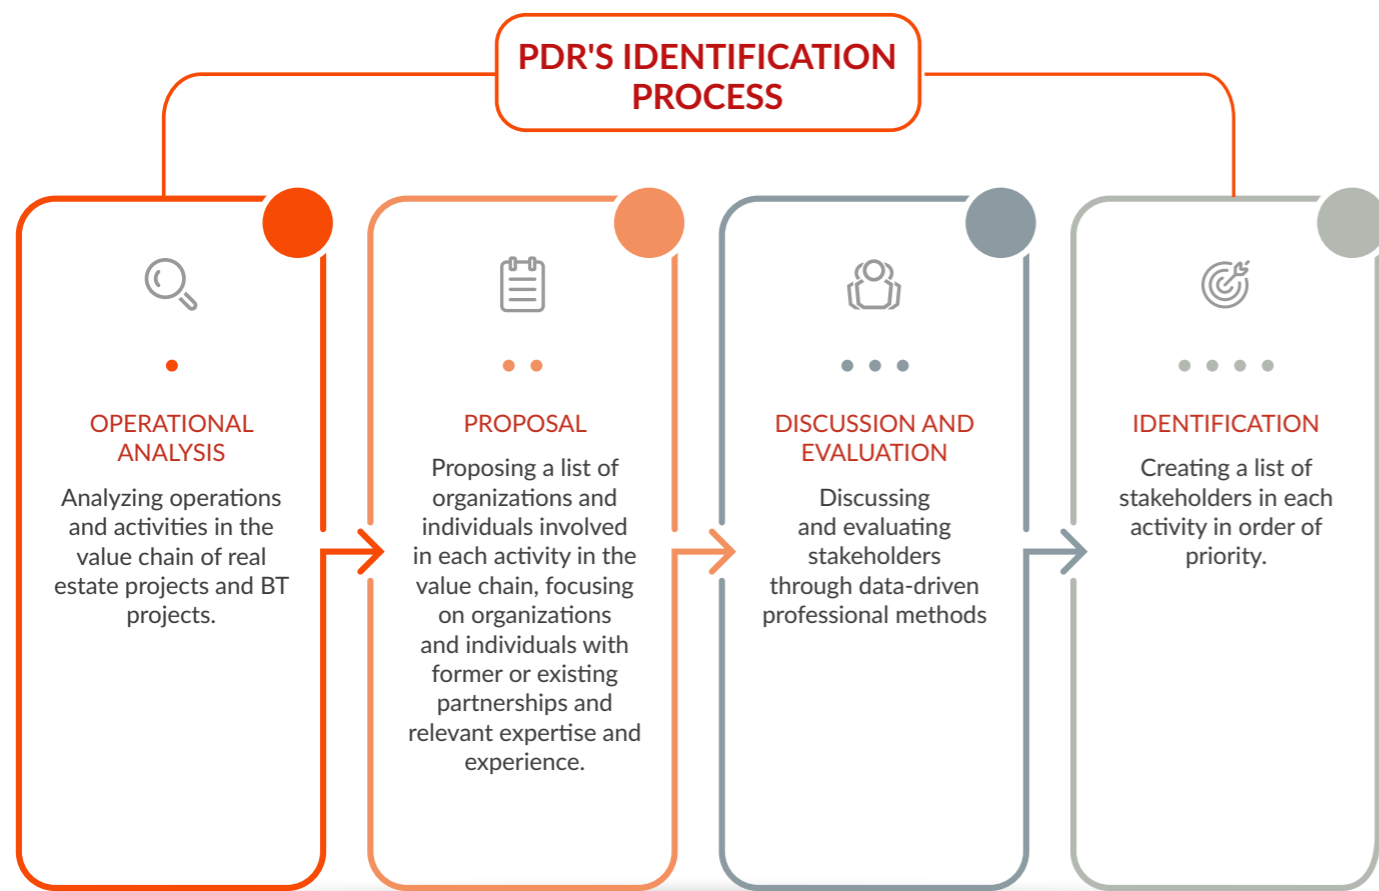 PDR'S IDENTIFICATION
PROCESS
OPERATIONAL
ANALYSIS
Analyzing operations
and activities in the
value chain of real
estate projects and BT
projects.
PROPOSAL
Proposing a list of
organizations and
individuals involved
in each activity in the
value chain, focusing
on organizations
and individuals with
former or existing
partnerships and
relevant expertise and
experience.
DISCUSSION AND
EVALUATION
Discussing
and evaluating
stakeholders
through data-driven
professional methods
IDENTIFICATION
Creating a list of
stakeholders in each
activity in order of
priority.